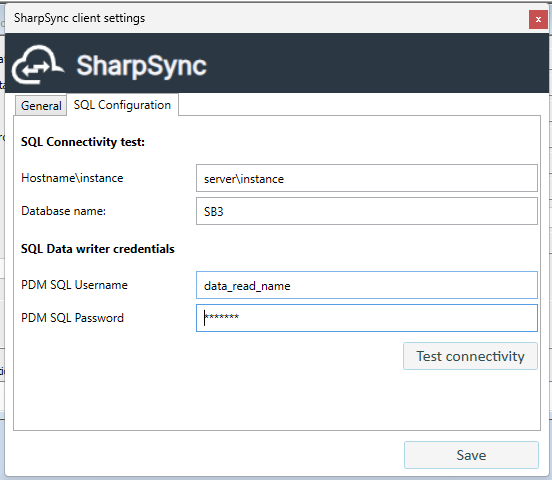 SharpSync client settings
x
SharpSync
General SQL Configuration
SQL Connectivity test:
Hostname\instance server\instance
Database name: SB3
SQL Data writer credentials
PDM SQL Username data_read_name
PDM SQL Password *******
Test connectivity
Save